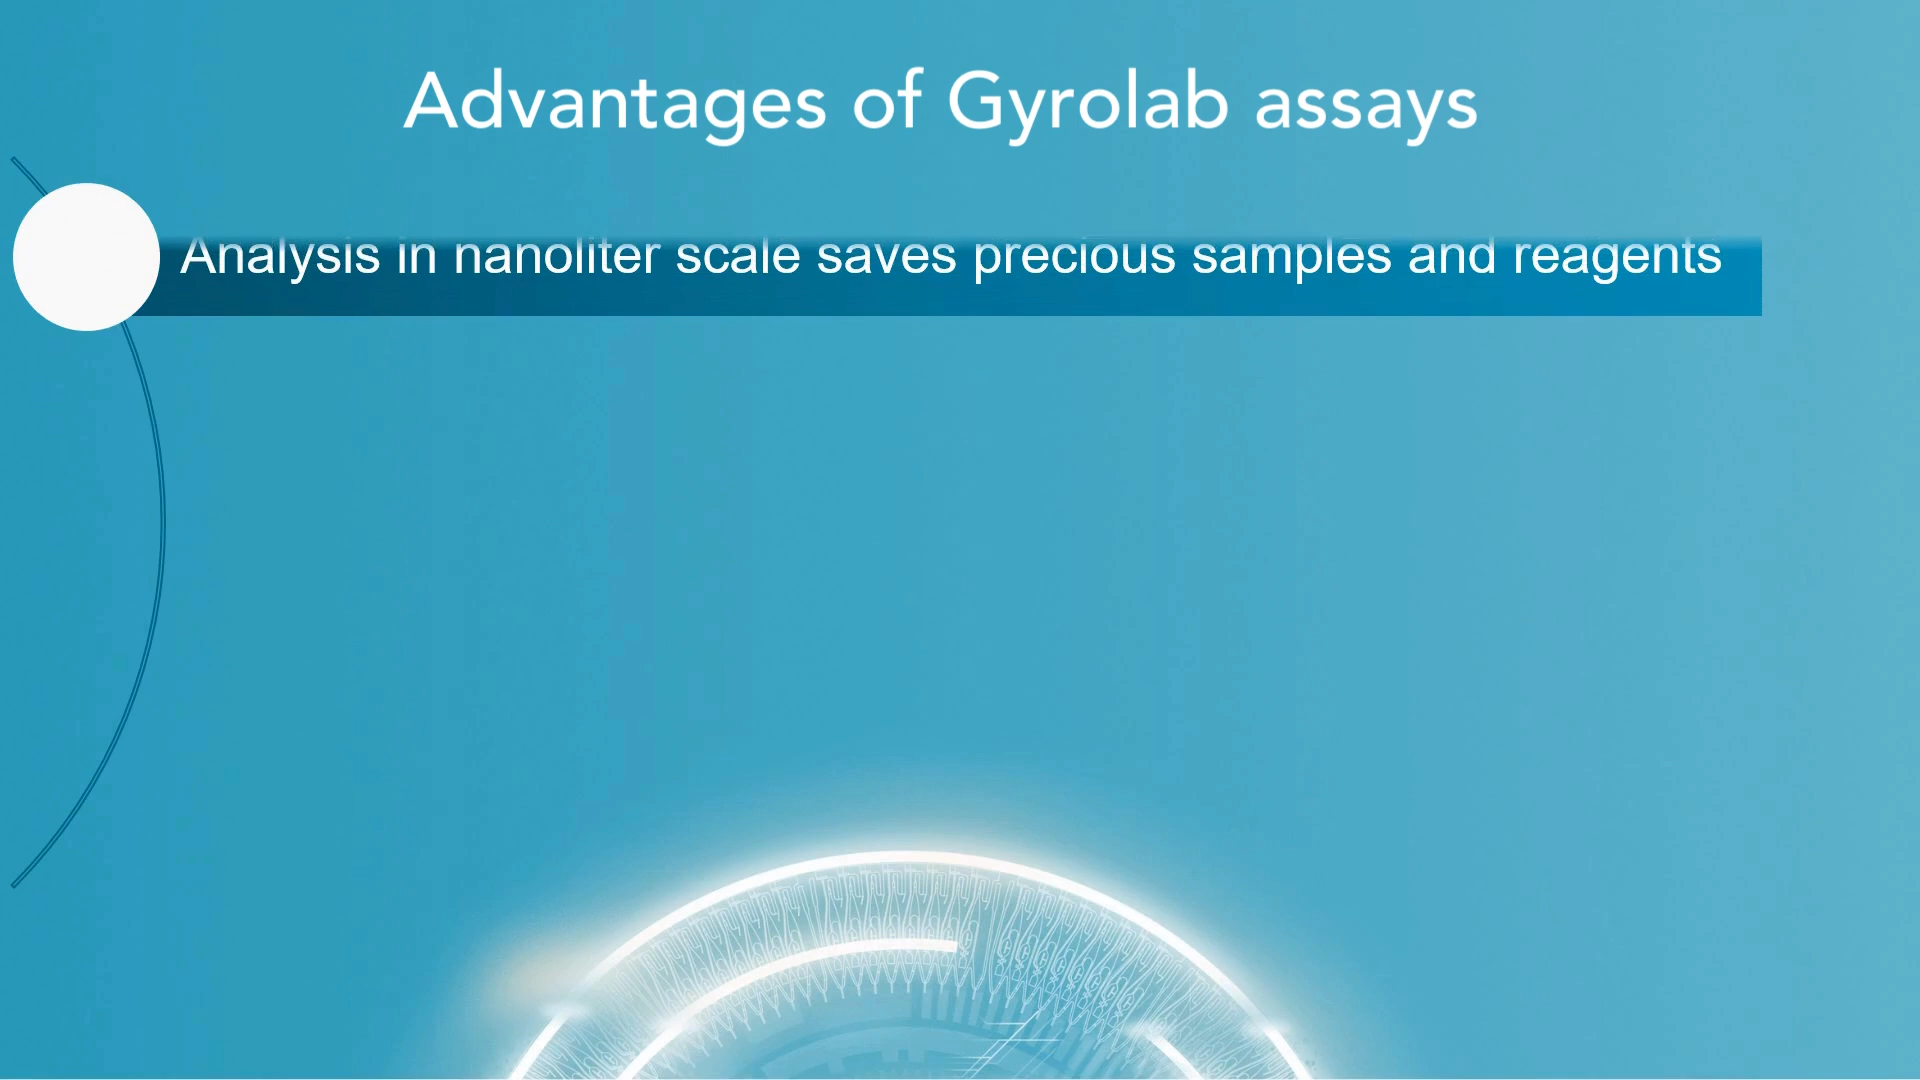 Advantages of Gyrolab assays
Analysis in nanoliter scale saves precious samples and reagents